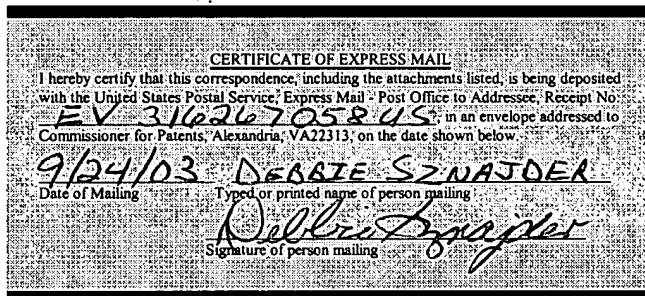 CERTIFICATE OF EXPRESS MAIL
I hereby certify that this correspondence, including the attachments listed, is being deposited
with the United States Postal Service, Express Mail - Post Office to Addressee, Receipt No.
EV 316267058US, in an envelope addressed to
Commissioner for Patents, Alexandria, VA22313, on the date shown below.
9/24/03 DEBBIE SZNAJDER
Date of Mailing Typed or printed name of person mailing
Debbie Sznajder
Signature of person mailing